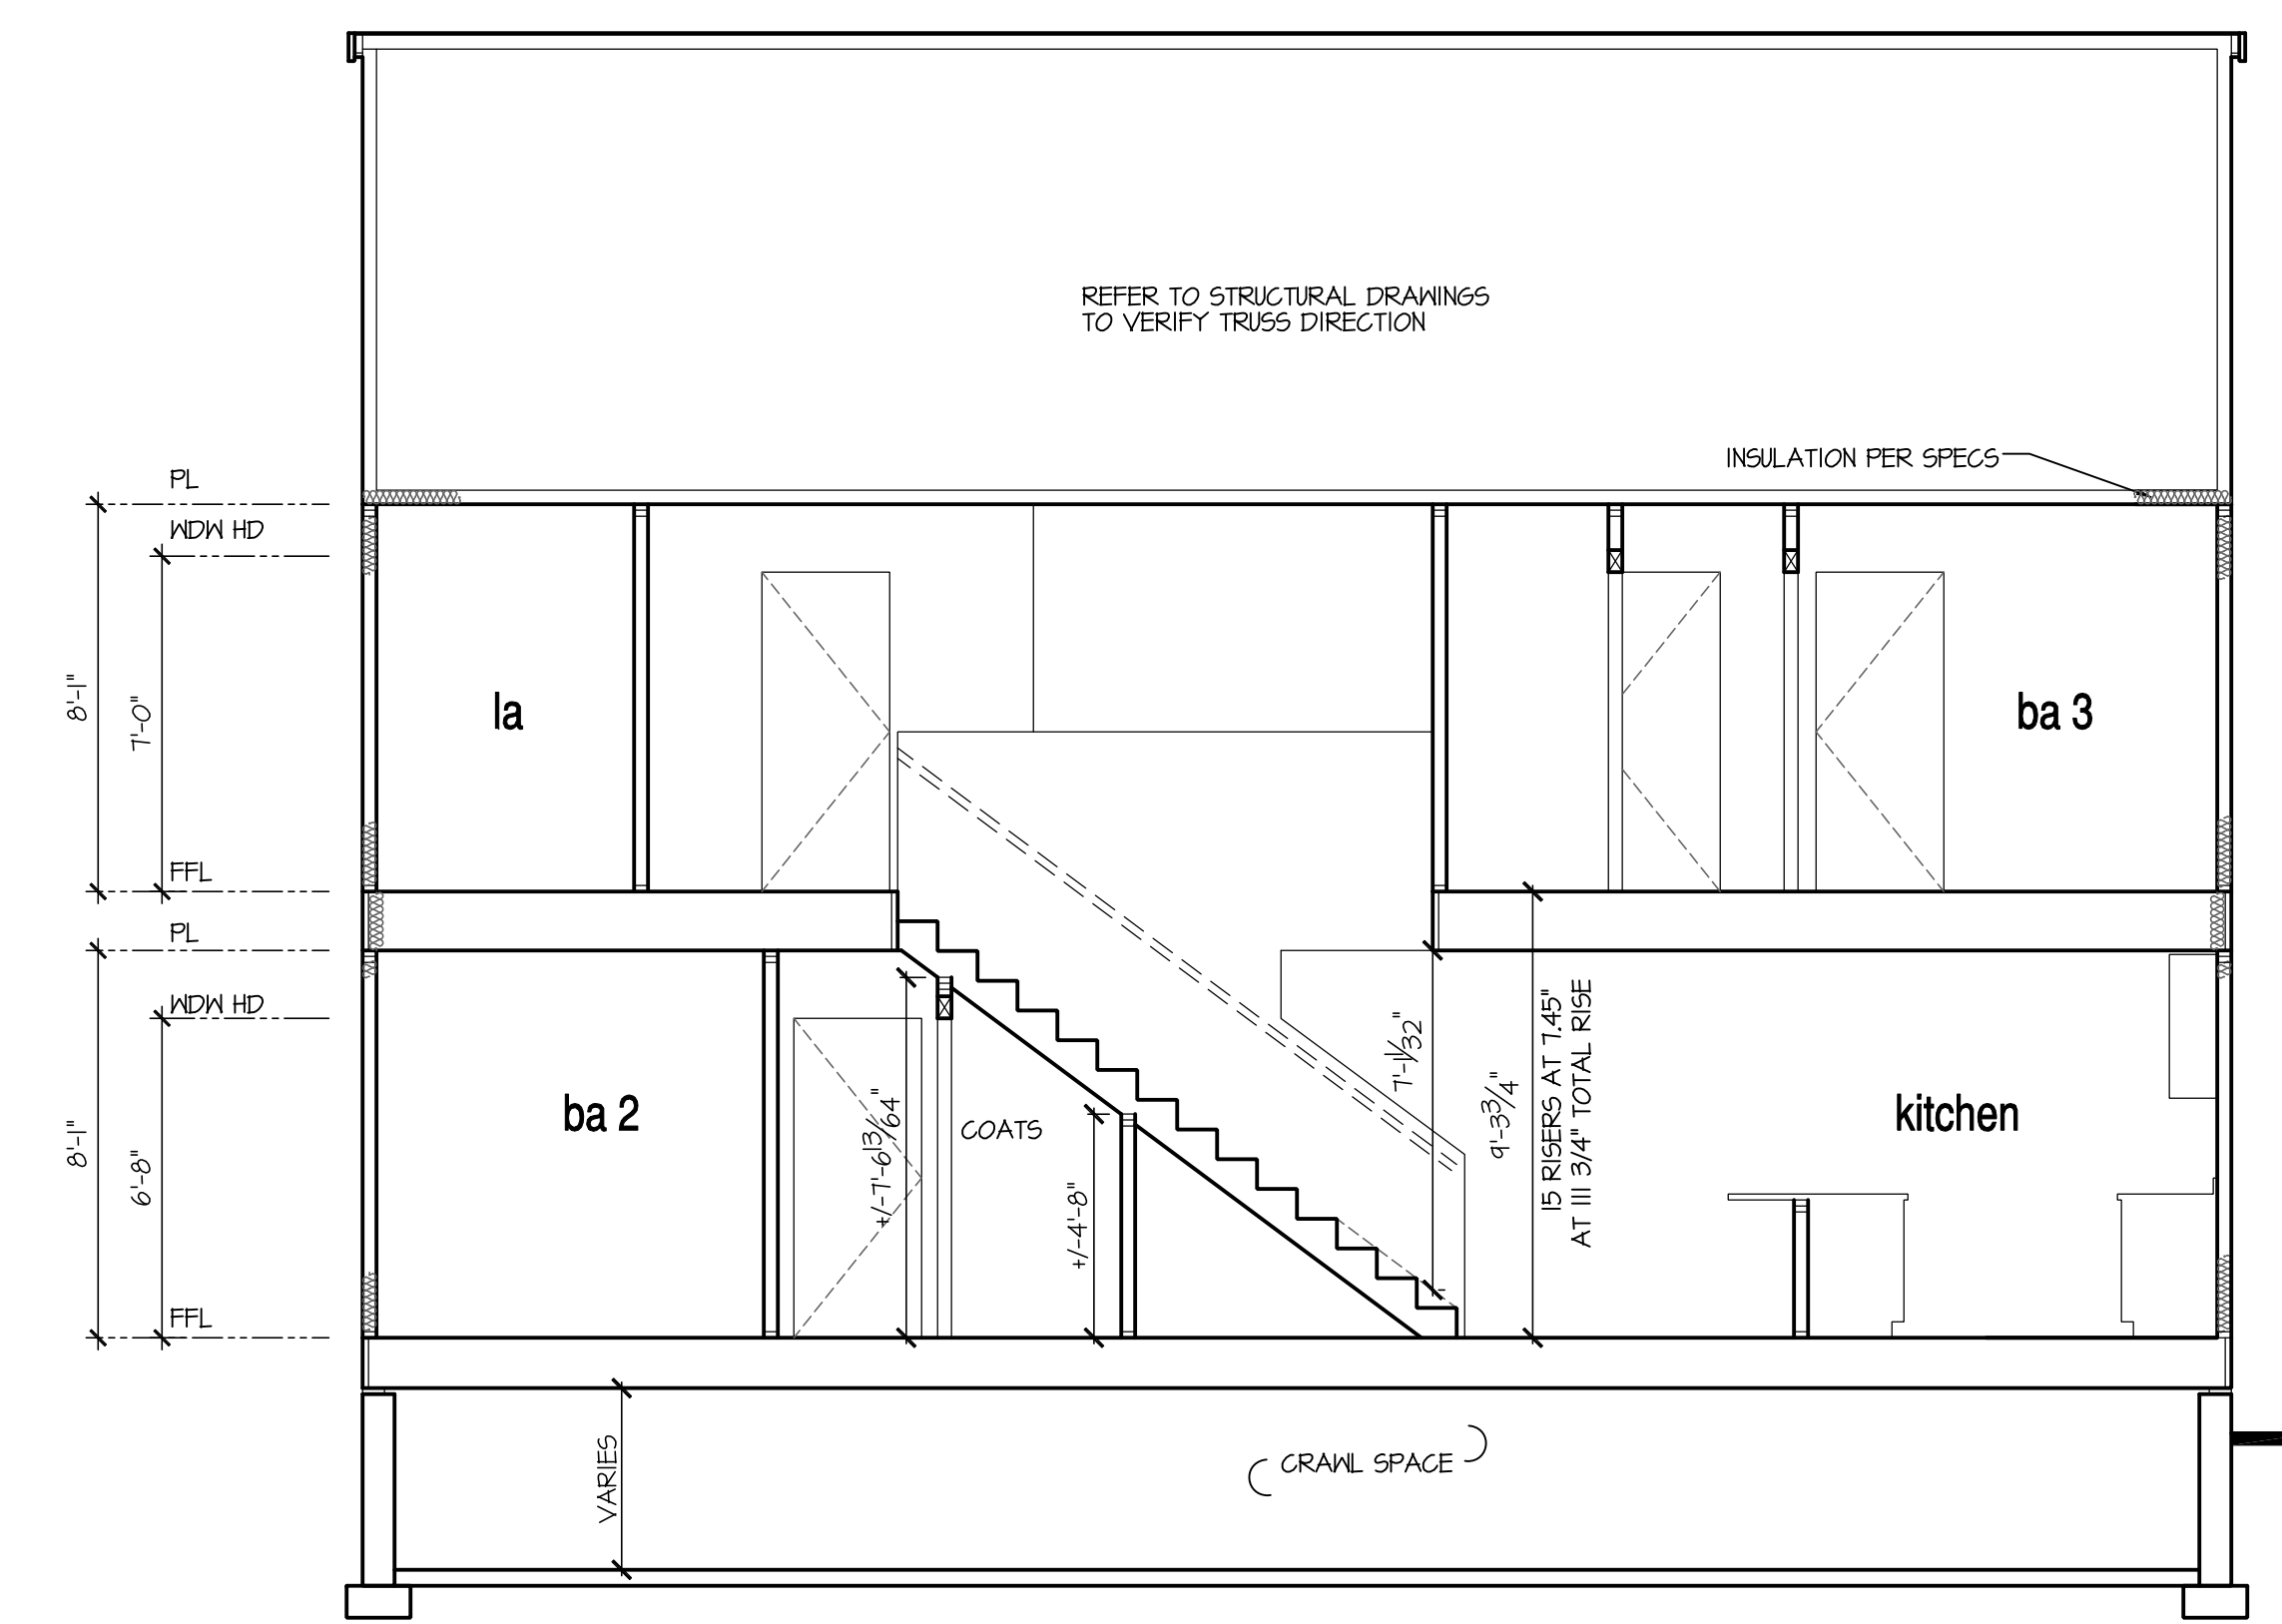 REFER TO STRUCTURAL DRAWINGS
TO VERIFY TRUSS DIRECTION
INSULATION PER SPECS
PL
WDW HD
8'-1"
7'-0"
la
ba 3
FFL
PL
WDW HD
8'-1"
6'-8"
ba 2
+/-7'-6 13/64"
COATS
+/-4'-8"
7'-11/32"
9'-3 3/4"
15 RISERS AT 7.45"
AT 111 3/4" TOTAL RISE
kitchen
FFL
VARIES
CRAWL SPACE